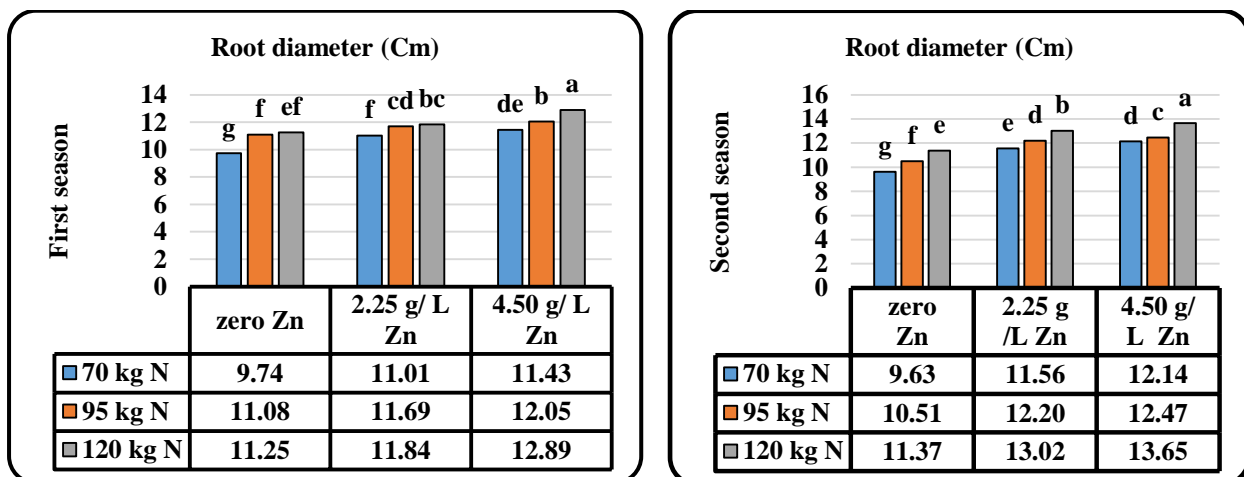 Root diameter (Cm)
First season
14
12
10
8
6
4
2
0
g f ef f cd bc de b a
zero Zn 2.25 g/ L Zn 4.50 g/ L Zn
70 kg N 9.74 11.01 11.43
95 kg N 11.08 11.69 12.05
120 kg N 11.25 11.84 12.89
Root diameter (Cm)
Second season
16
14
12
10
8
6
4
2
0
g f e e d b d c a
zero Zn 2.25 g /L Zn 4.50 g/ L Zn
70 kg N 9.63 11.56 12.14
95 kg N 10.51 12.20 12.47
120 kg N 11.37 13.02 13.65